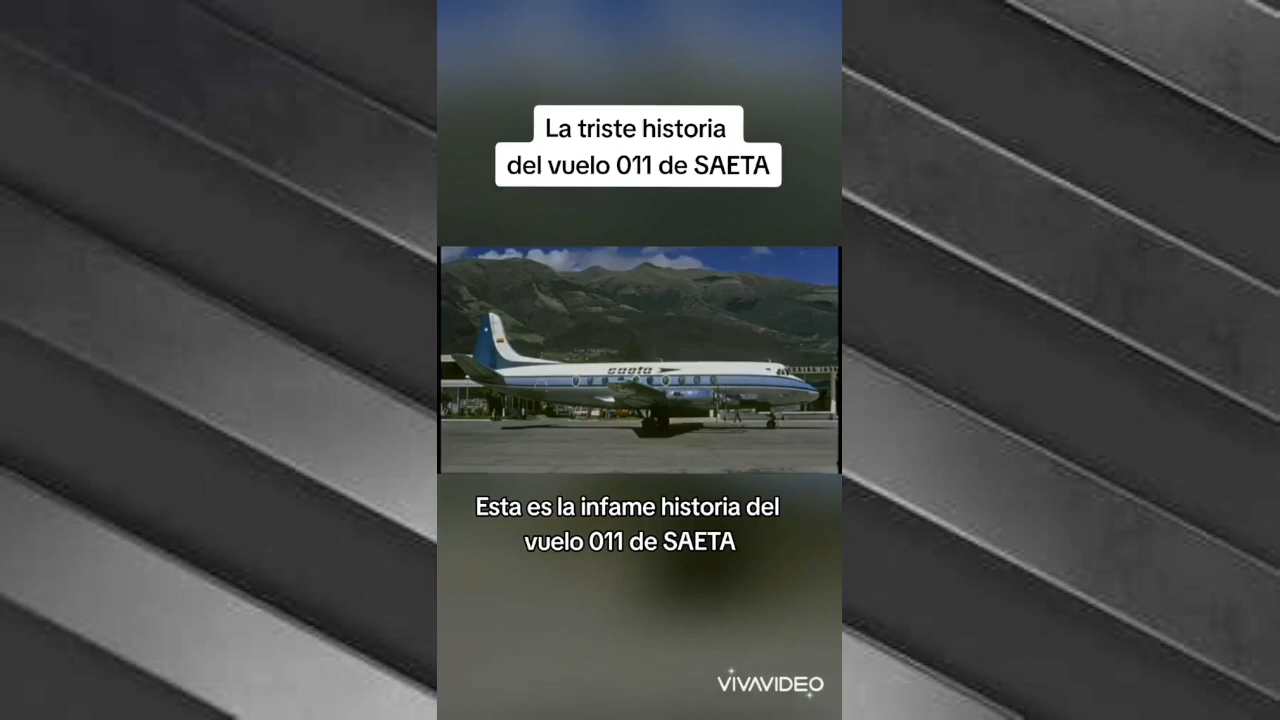 La triste historia
del vuelo 011 de SAETA
saeta
Esta es la infame historia del
vuelo 011 de SAETA
VIVAVIDEO